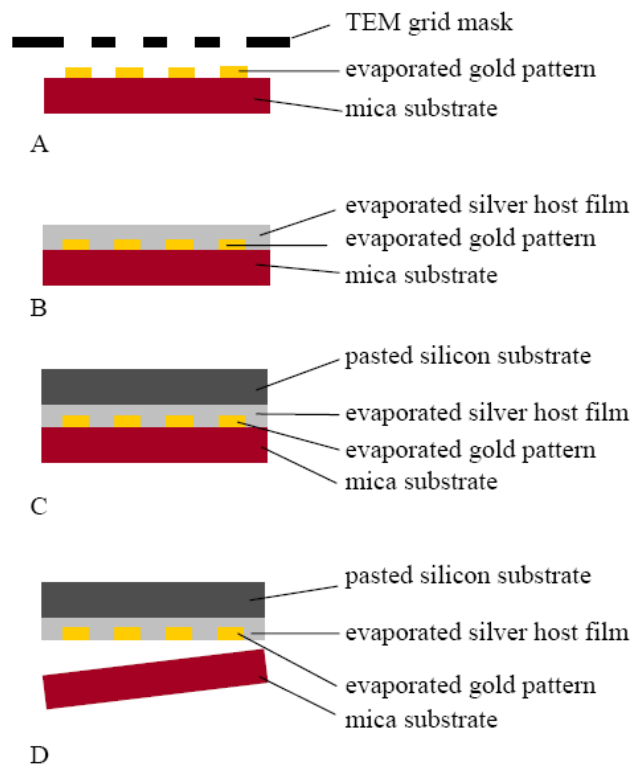 TEM grid mask
evaporated gold pattern
mica substrate
A
evaporated silver host film
evaporated gold pattern
mica substrate
B
pasted silicon substrate
evaporated silver host film
evaporated gold pattern
mica substrate
C
pasted silicon substrate
evaporated silver host film
evaporated gold pattern
mica substrate
D